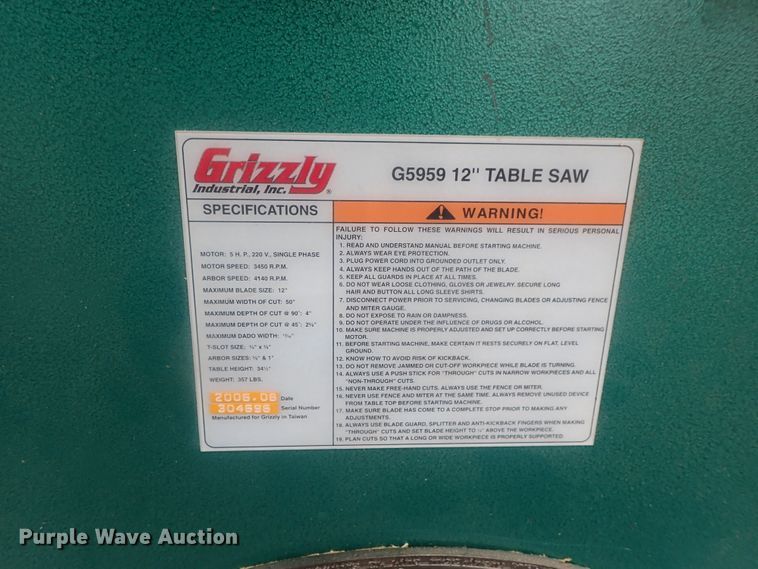 Grizzly
Industrial, Inc. ®
G5959 12" TABLE SAW
SPECIFICATIONS
MOTOR: 5 H. P., 220 V., SINGLE PHASE
MOTOR SPEED: 3450 R.P.M.
ARBOR SPEED: 4140 R.P.M.
MAXIMUM BLADE SIZE: 12"
MAXIMUM WIDTH OF CUT: 50"
MAXIMUM DEPTH OF CUT @ 90°: 4"
MAXIMUM DEPTH OF CUT @ 45°: 2¾"
MAXIMUM DADO WIDTH:
T-SLOT SIZE:
ARBOR SIZES: ⅝" & 1"
TABLE HEIGHT: 34½"
WEIGHT: 357 LBS.
2006.06 Date
Serial Number
Manufactured for Grizzly in Taiwan
WARNING!
FAILURE TO FOLLOW THESE WARNINGS WILL RESULT IN SERIOUS PERSONAL
INJURY:
1. READ AND UNDERSTAND MANUAL BEFORE STARTING MACHINE.
2. ALWAYS WEAR EYE PROTECTION.
3. PLUG POWER CORD INTO GROUNDED OUTLET ONLY.
4. ALWAYS KEEP HANDS OUT OF THE PATH OF THE BLADE.
5. KEEP ALL GUARDS IN PLACE AT ALL TIMES.
6. DO NOT WEAR LOOSE CLOTHING, GLOVES OR JEWELRY. SECURE LONG
HAIR AND BUTTON ALL LONG SLEEVE SHIRTS.
7. DISCONNECT POWER PRIOR TO SERVICING, CHANGING BLADES OR ADJUSTING FENCE
AND MITER GAUGE.
8. DO NOT EXPOSE TO RAIN OR DAMPNESS.
9. DO NOT OPERATE UNDER THE INFLUENCE OF DRUGS OR ALCOHOL.
10. MAKE SURE MACHINE IS PROPERLY ADJUSTED AND SET UP CORRECTLY BEFORE STARTING
MOTOR.
11. BEFORE STARTING MACHINE, MAKE CERTAIN IT RESTS SECURELY ON FLAT, LEVEL
GROUND.
12. KNOW HOW TO AVOID RISK OF KICKBACK.
13. DO NOT REMOVE JAMMED OR CUT-OFF WORKPIECE WHILE BLADE IS TURNING.
14. ALWAYS USE A PUSH STICK FOR "THROUGH" CUTS IN NARROW WORKPIECES AND ALL
"NON-THROUGH" CUTS.
15. NEVER MAKE FREE-HAND CUTS. ALWAYS USE THE FENCE OR MITER.
16. NEVER USE FENCE AND MITER AT THE SAME TIME. ALWAYS REMOVE UNUSED DEVICE
FROM TABLE TOP BEFORE STARTING MACHINE.
17. MAKE SURE BLADE HAS COME TO A COMPLETE STOP PRIOR TO MAKING ANY
ADJUSTMENTS.
18. ALWAYS USE BLADE GUARD, SPLITTER AND ANTI-KICKBACK FINGERS WHEN MAKING
"THROUGH" CUTS AND SET BLADE HEIGHT TO ABOVE THE WORKPIECE.
19. PLAN CUTS SO THAT A LONG OR WIDE WORKPIECE IS PROPERLY SUPPORTED.
Purple Wave Auction ®